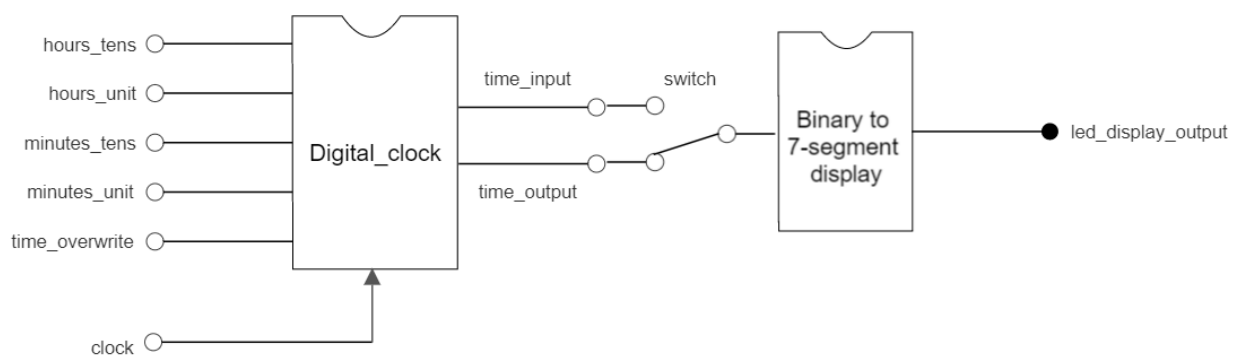 hours_tens
hours_unit
minutes_tens
minutes_unit
time_overwrite
clock
Digital_clock
time_input
switch
time_output
Binary to
7-segment
display
led_display_output